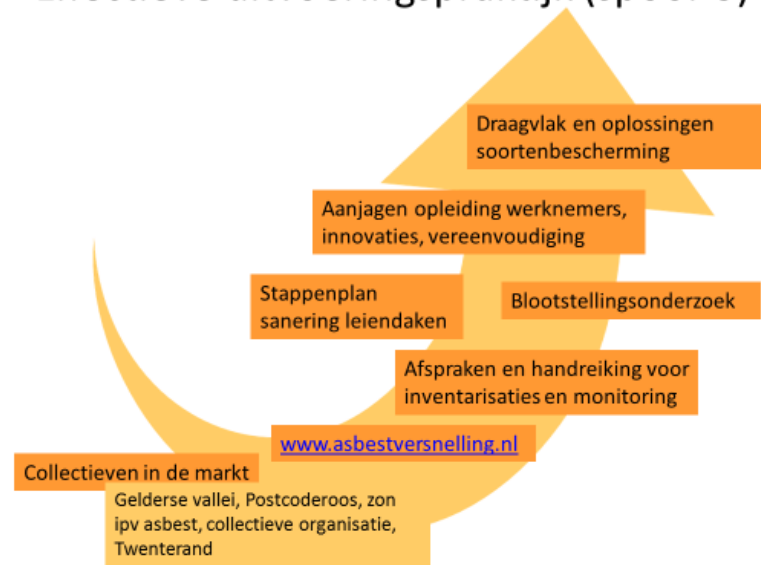 Draagvlak en oplossingen
soortenbescherming
Aanjagen opleiding werknemers,
innovaties, vereenvoudiging
Stappenplan
sanering leiendaken
Blootstellingsonderzoek
Afspraken en handreiking voor
inventarisaties en monitoring
www.asbestversnelling.nl
Collectieven in de markt
Gelderse vallei, Postcoderoos, zon
ipv asbest, collectieve organisatie,
Twenterand